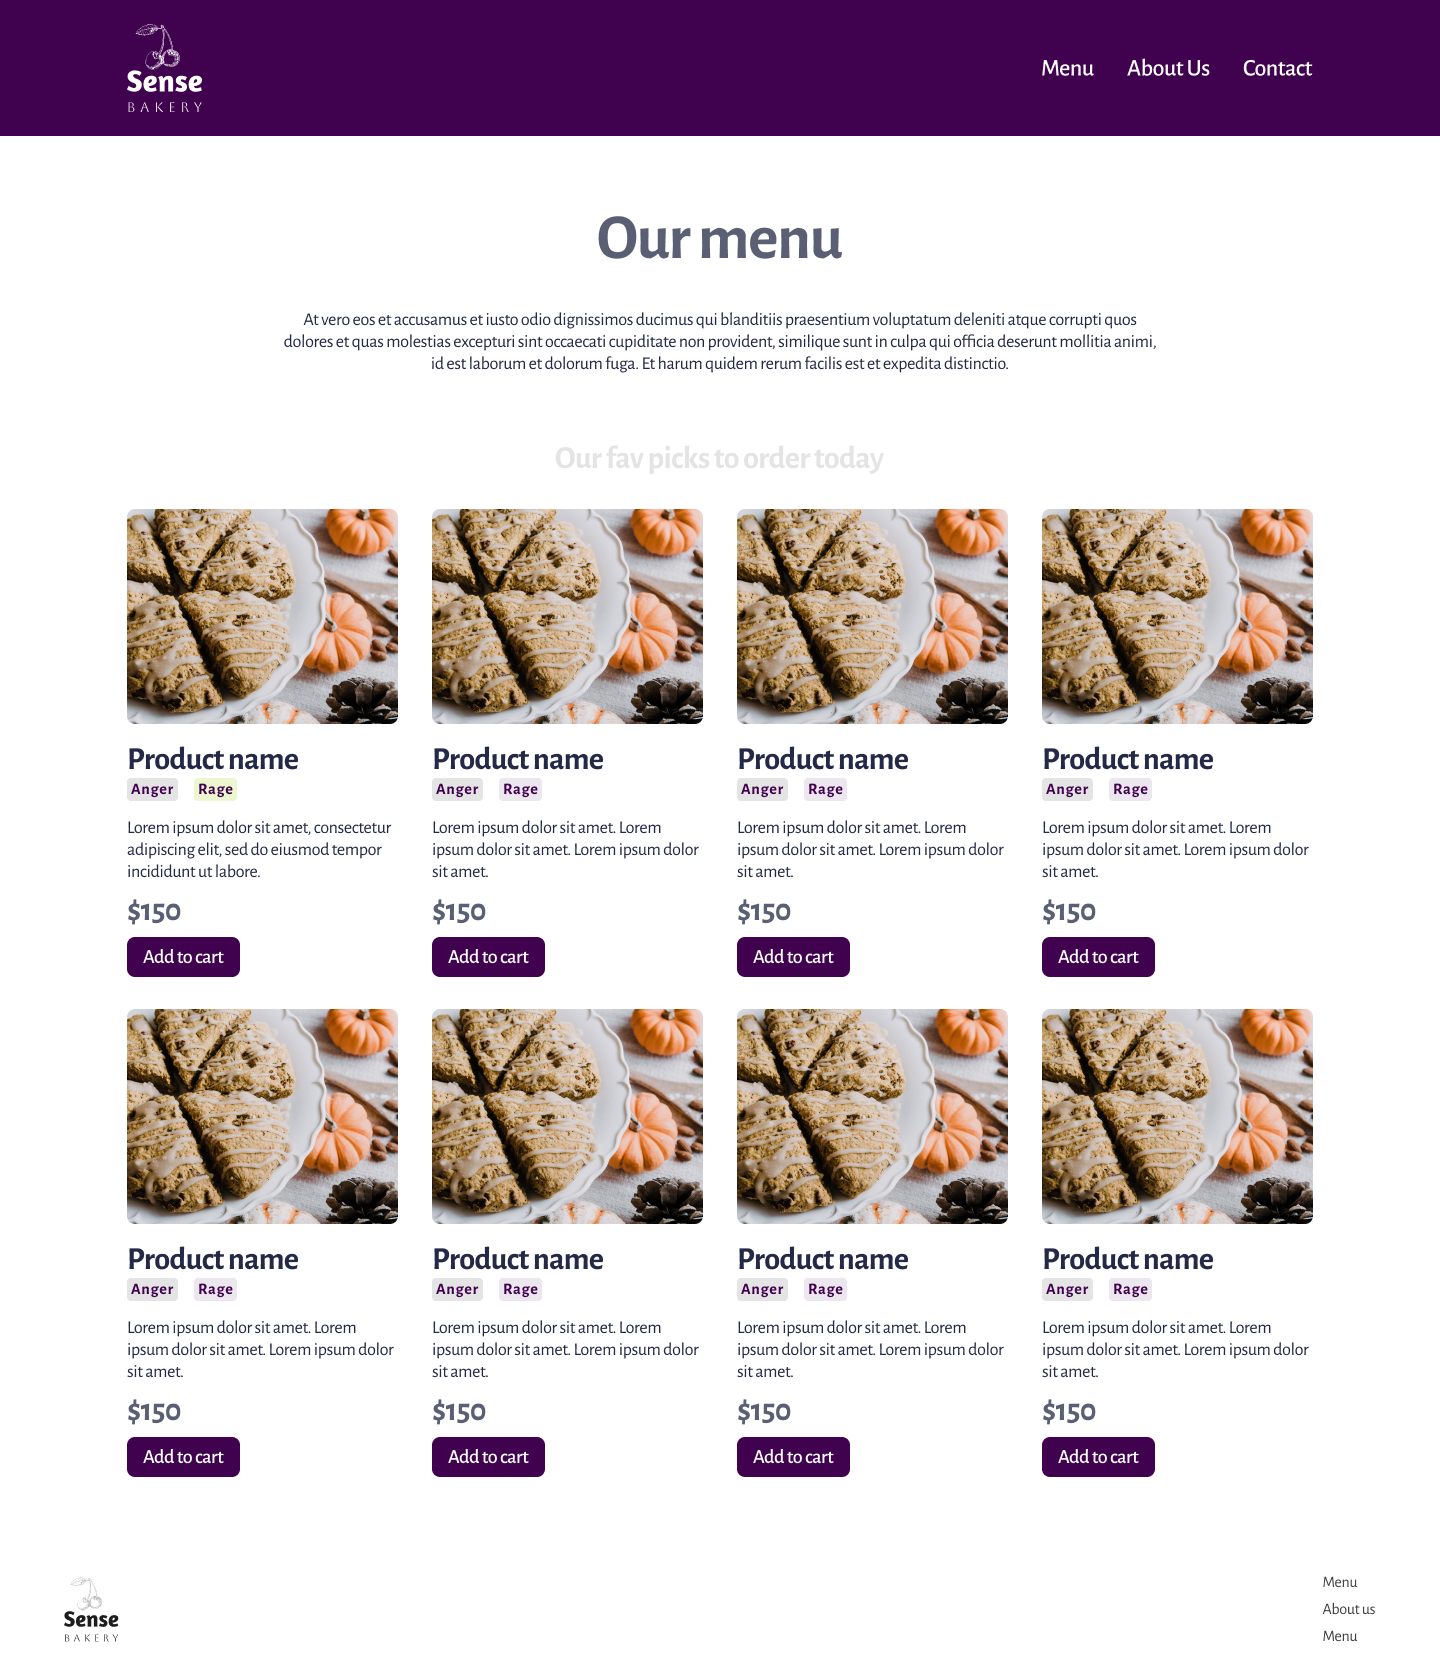 Sense
BAKERY
Menu About Us Contact
Our menu
At vero eos et accusamus et iusto odio dignissimos ducimus qui blanditiis praesentium voluptatum deleniti atque corrupti quos
dolores et quas molestias excepturi sint occaecati cupiditate non provident, similique sunt in culpa qui officia deserunt mollitia animi,
id est laborum et dolorum fuga. Et harum quidem rerum facilis est et expedita distinctio.
Our fav picks to order today
Product name
Anger Rage
Lorem ipsum dolor sit amet, consectetur
adipiscing elit, sed do eiusmod tempor
incididunt ut labore.
$150
Add to cart
Product name
Anger Rage
Lorem ipsum dolor sit amet. Lorem
ipsum dolor sit amet. Lorem ipsum dolor
sit amet.
$150
Add to cart
Product name
Anger Rage
Lorem ipsum dolor sit amet. Lorem
ipsum dolor sit amet. Lorem ipsum dolor
sit amet.
$150
Add to cart
Product name
Anger Rage
Lorem ipsum dolor sit amet. Lorem
ipsum dolor sit amet. Lorem ipsum dolor
sit amet.
$150
Add to cart
Product name
Anger Rage
Lorem ipsum dolor sit amet. Lorem
ipsum dolor sit amet. Lorem ipsum dolor
sit amet.
$150
Add to cart
Product name
Anger Rage
Lorem ipsum dolor sit amet. Lorem
ipsum dolor sit amet. Lorem ipsum dolor
sit amet.
$150
Add to cart
Product name
Anger Rage
Lorem ipsum dolor sit amet. Lorem
ipsum dolor sit amet. Lorem ipsum dolor
sit amet.
$150
Add to cart
Product name
Anger Rage
Lorem ipsum dolor sit amet. Lorem
ipsum dolor sit amet. Lorem ipsum dolor
sit amet.
$150
Add to cart
Sense
BAKERY
Menu
About us
Menu